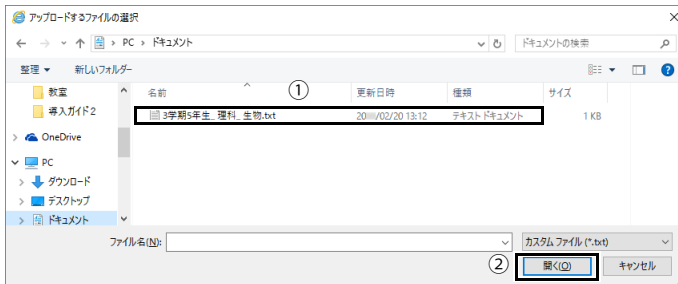 アップロードするファイルの選択
PC › ドキュメント
ドキュメントの検索
整理 新しいフォルダー
教室
導入ガイド2
OneDrive
PC
ダウンロード
デスクトップ
ドキュメント
名前 ① 更新日時 種類 サイズ
3学期5年生_理科_生物.txt 20 /02/20 13:12 テキスト ドキュメント 1 KB
ファイル名(N): カスタム ファイル (*.txt)
② 開く(O) キャンセル